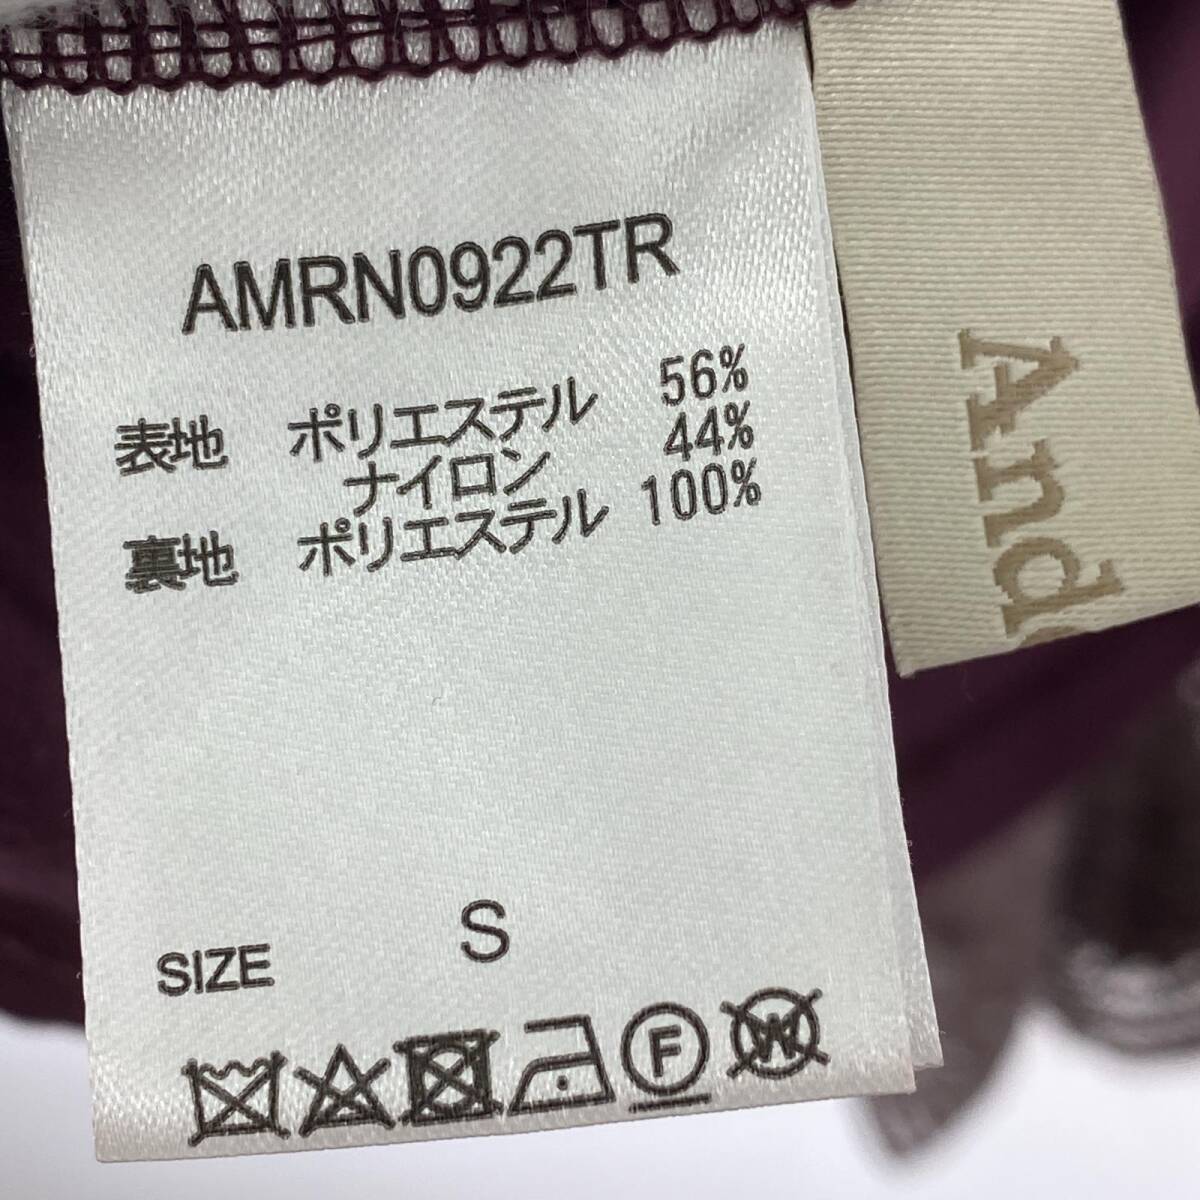 AMRN0922TR
表地 ポリエステル 56%
ナイロン 44%
裏地 ポリエステル 100%
SIZE S
F W
And